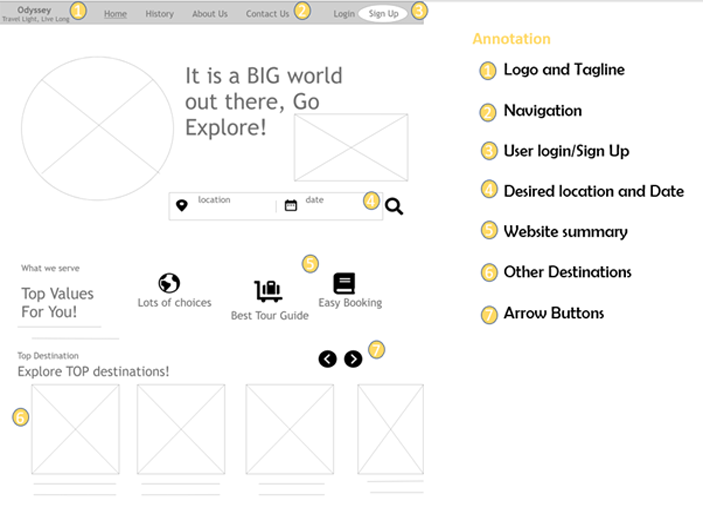 Odyssey
Travel Light, Live Long
1
Home
History
About Us
Contact Us
2
Login
Sign Up
3
It is a BIG world
out there, Go
Explore!
location
date
4
What we serve
Top Values
For You!
Lots of choices
Best Tour Guide
5
Easy Booking
Top Destination
Explore TOP destinations!
7
6
Annotation
1 Logo and Tagline
2 Navigation
3 User login/Sign Up
4 Desired location and Date
5 Website summary
6 Other Destinations
7 Arrow Buttons